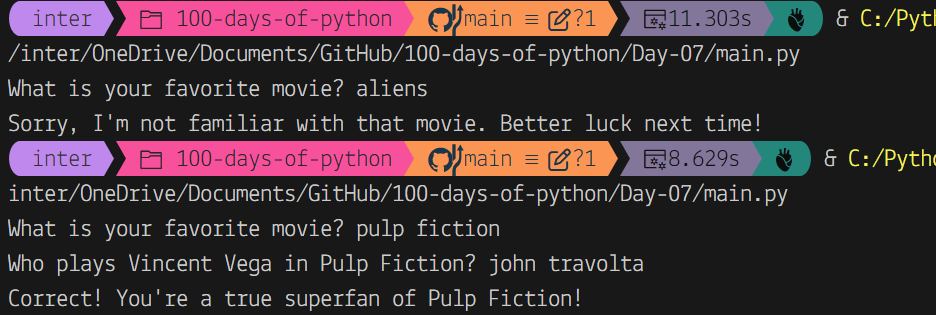 inter 100-days-of-python main ≡ ?1 11.303s & C:/Pyth
/inter/OneDrive/Documents/GitHub/100-days-of-python/Day-07/main.py
What is your favorite movie? aliens
Sorry, I'm not familiar with that movie. Better luck next time!
inter 100-days-of-python main ≡ ?1 8.629s & C:/Pytho
inter/OneDrive/Documents/GitHub/100-days-of-python/Day-07/main.py
What is your favorite movie? pulp fiction
Who plays Vincent Vega in Pulp Fiction? john travolta
Correct! You're a true superfan of Pulp Fiction!